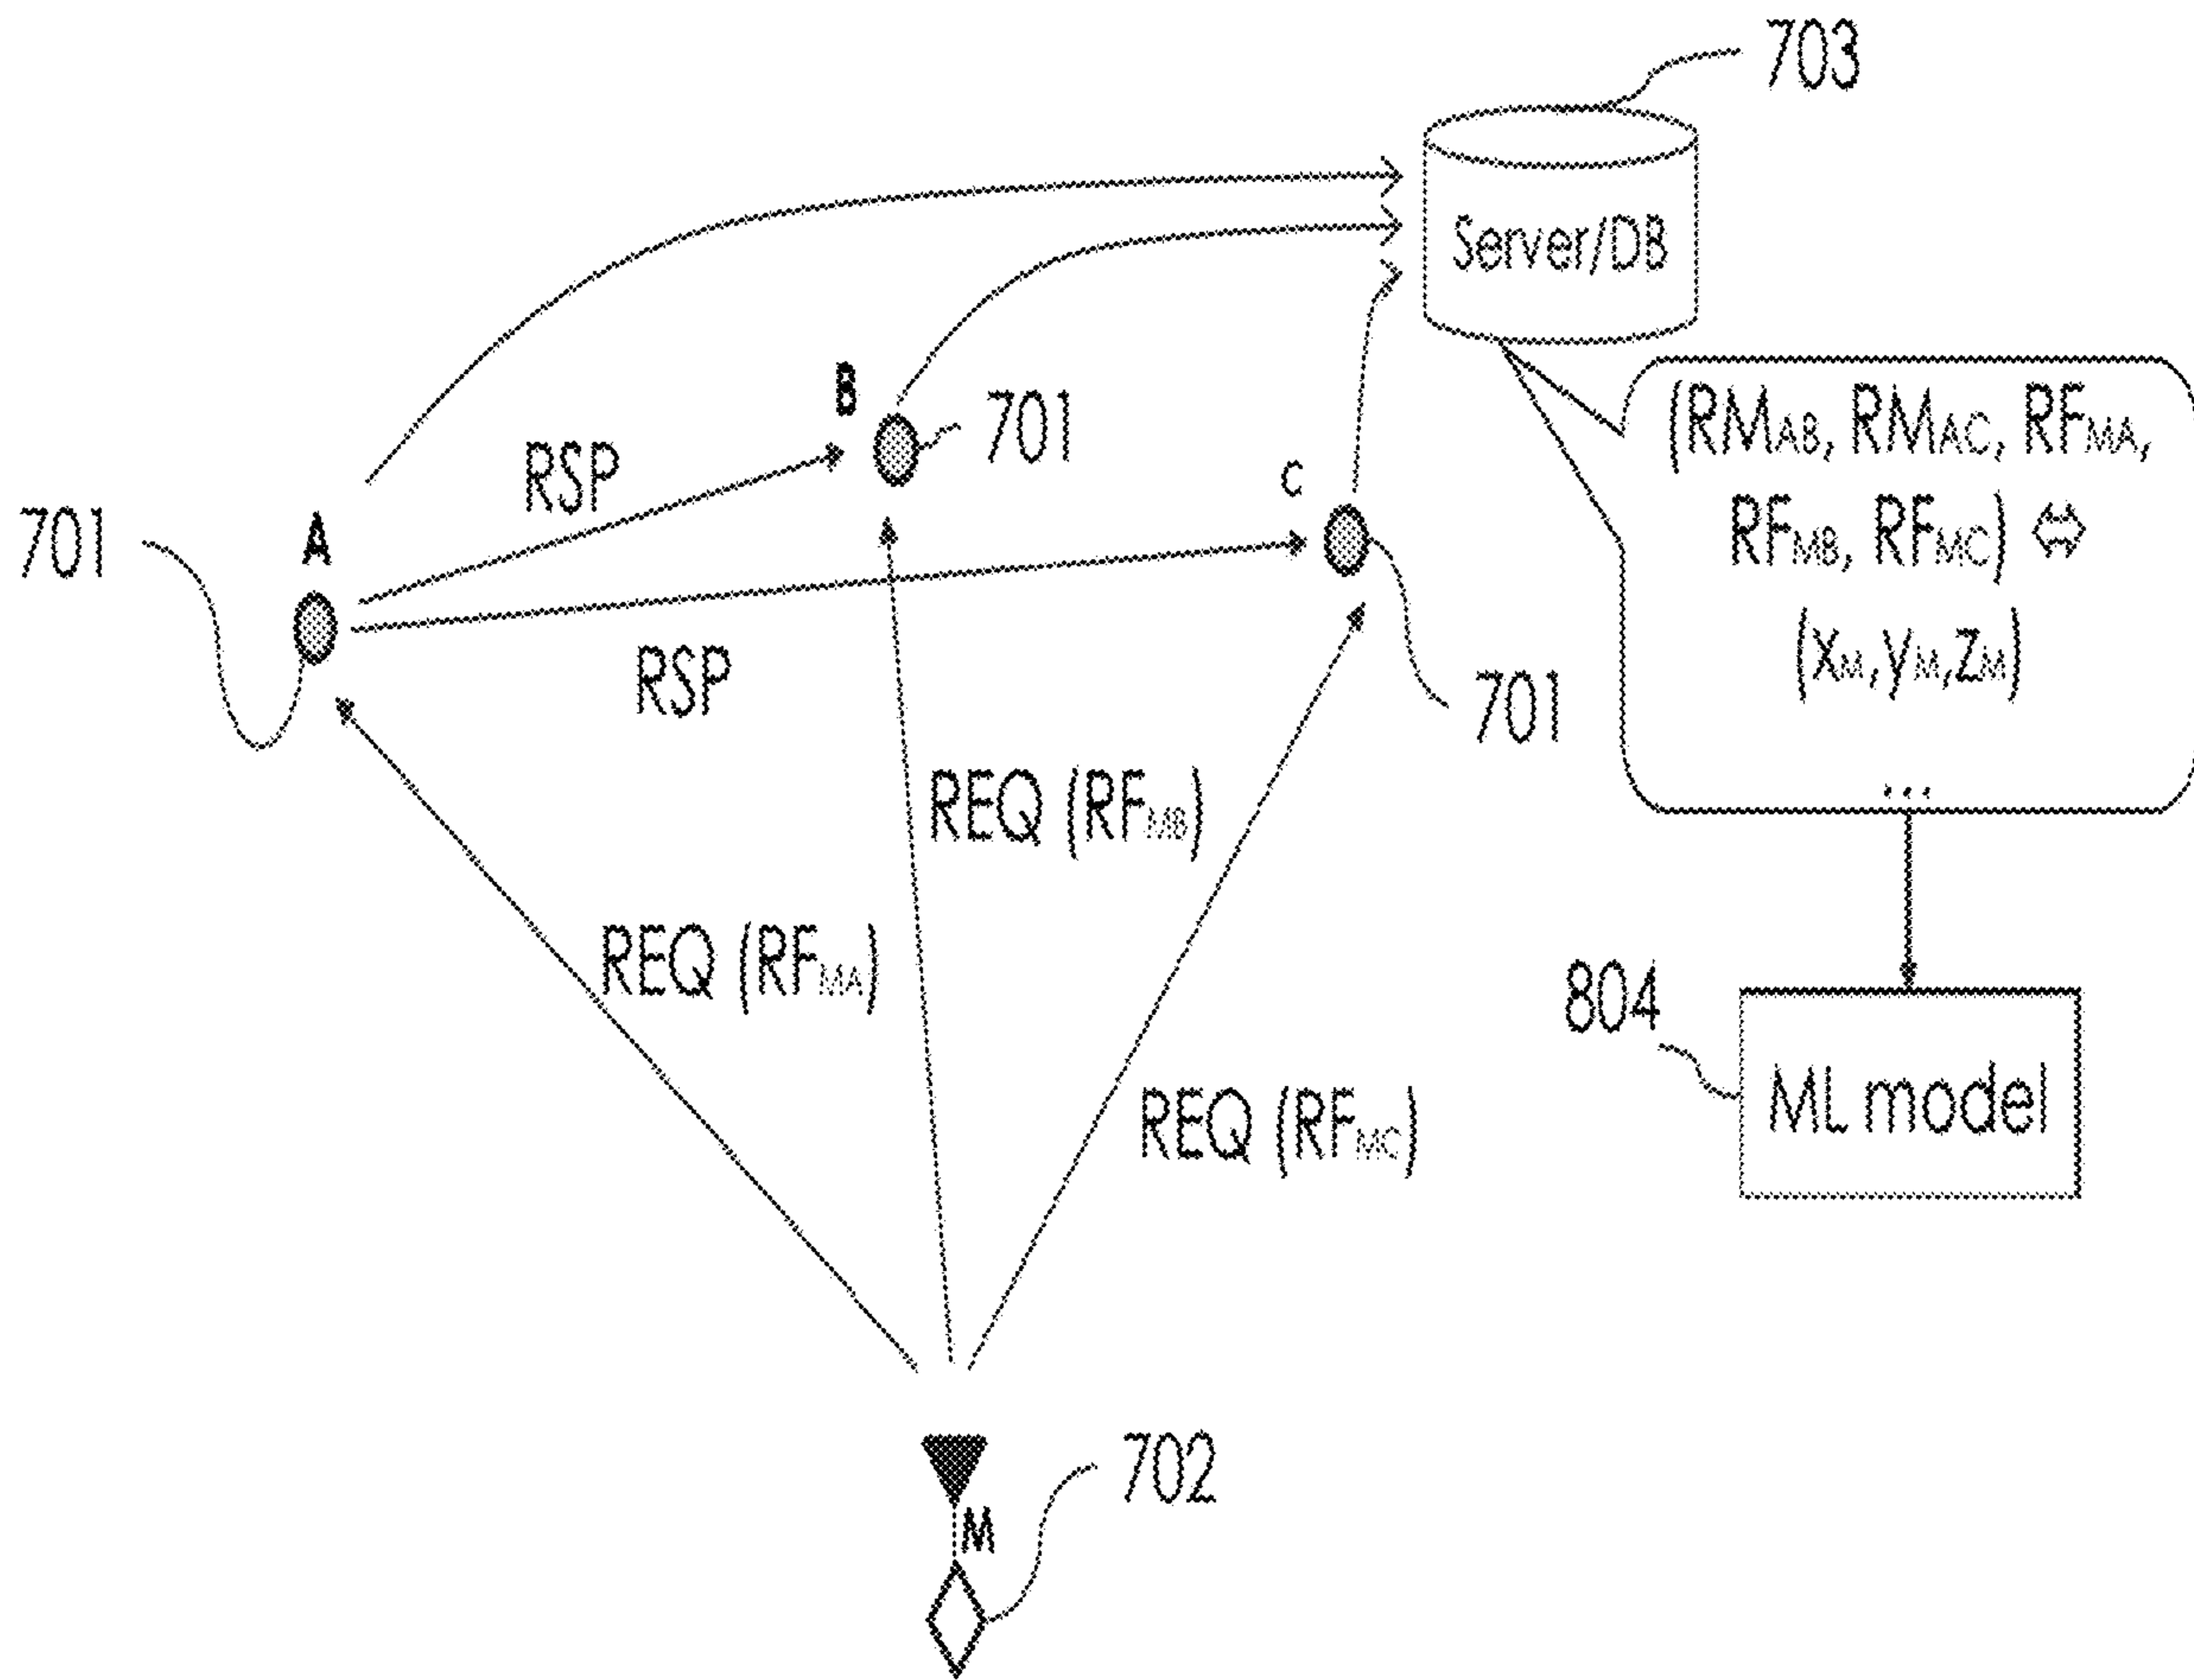 703
Server/DB
B
701
(RMAB, RMAC, RFMA,
RSP
C
701
A
RFMB, RFMC) ⇔
RSP
(xM,yM,zM)
701
...
REQ (RFMB)
REQ (RFMA)
804
ML model
REQ (RFMC)
702
M